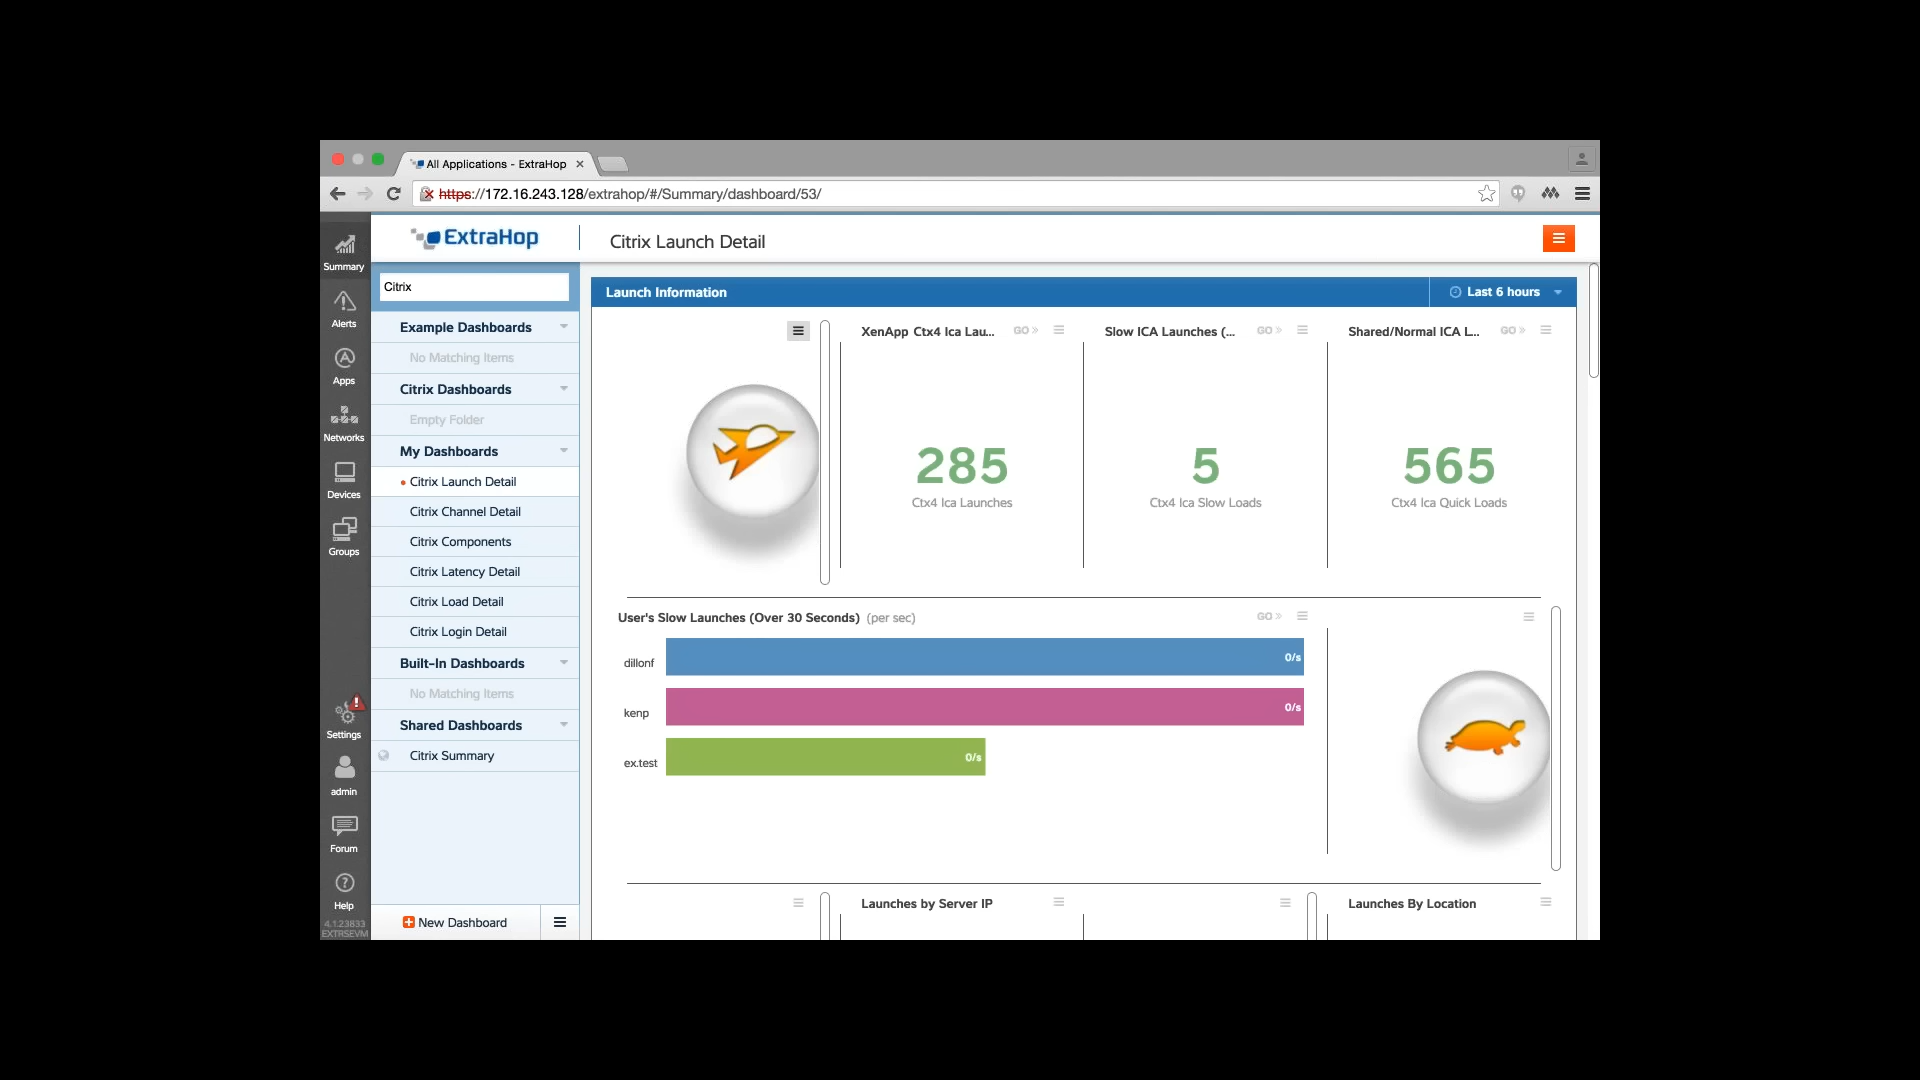 All Applications - ExtraHop
https://172.16.243.128/extrahop/#/Summary/dashboard/53/
Summary
Alerts
Apps
Networks
Devices
Groups
Settings
admin
Forum
Help
4.1.23833
EXTRSEVM
ExtraHop
Citrix Launch Detail
Citrix
Example Dashboards
No Matching Items
Citrix Dashboards
Empty Folder
My Dashboards
Citrix Launch Detail
Citrix Channel Detail
Citrix Components
Citrix Latency Detail
Citrix Load Detail
Citrix Login Detail
Built-In Dashboards
No Matching Items
Shared Dashboards
Citrix Summary
New Dashboard
Launch Information
Last 6 hours
XenApp Ctx4 Ica Lau... GO »
285
Ctx4 Ica Launches
Slow ICA Launches (... GO »
5
Ctx4 Ica Slow Loads
Shared/Normal ICA L... GO »
565
Ctx4 Ica Quick Loads
User's Slow Launches (Over 30 Seconds) (per sec) GO »
dillonf 0/s
kenp 0/s
ex.test 0/s
Launches by Server IP
Launches By Location